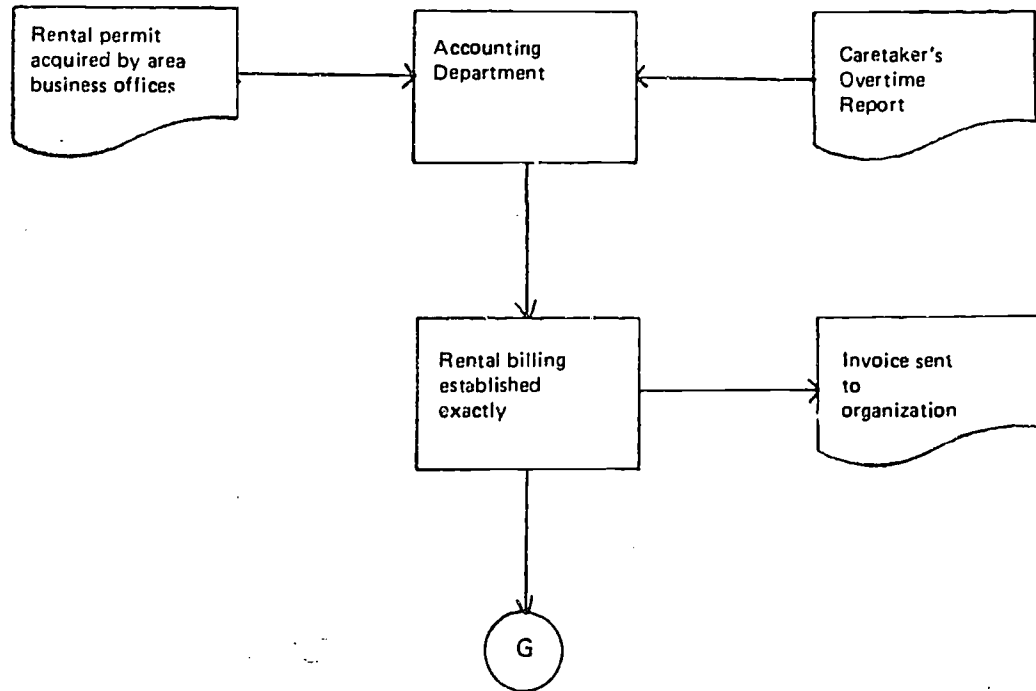 Rental permit
acquired by area
business offices
Accounting
Department
Caretaker's
Overtime
Report
Rental billing
established
exactly
Invoice sent
to
organization
G